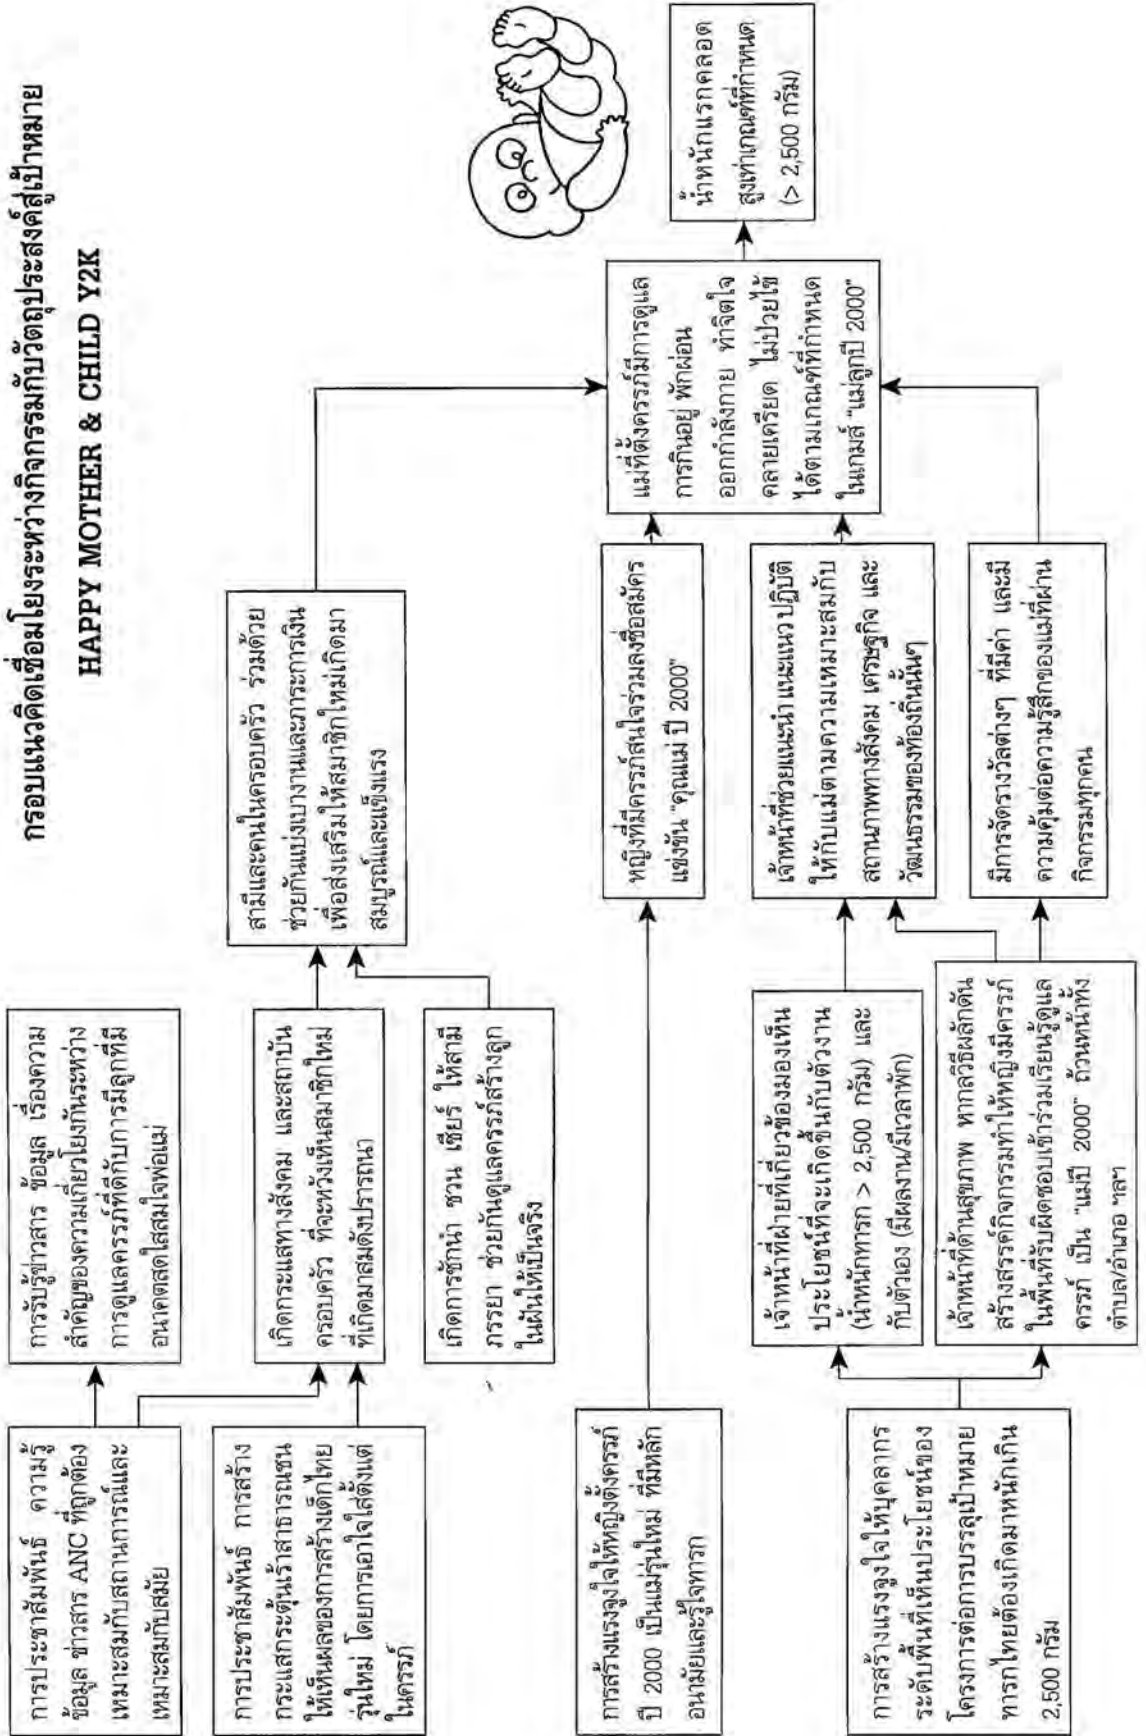 กรอบแนวคิดเชื่อมโยงระหว่างกิจกรรมกับวัตถุประสงค์สู่เป้าหมาย
HAPPY MOTHER & CHILD Y2K
การประชาสัมพันธ์ ความรู้
ข้อมูล ข่าวสาร ANC ที่ถูกต้อง
เหมาะสมกับสถานการณ์และ
เหมาะสมกับสมัย
การประชาสัมพันธ์ การสร้าง
กระแสกระตุ้นเร้าสาธารณชน
ให้เห็นผลของการสร้างเด็กไทย
รุ่นใหม่ โดยการเอาใจใส่ตั้งแต่
ในครรภ์
การสร้างแรงจูงใจให้หญิงตั้งครรภ์
ปี 2000 เป็นแม่รุ่นใหม่ ที่มีหลัก
อนามัยและรู้ใจทารก
การสร้างแรงจูงใจให้บุคลากร
ระดับพื้นที่เห็นประโยชน์ของ
โครงการต่อการบรรลุเป้าหมาย
ทารกไทยต้องเกิดมาหนักเกิน
2,500 กรัม
การรับรู้ข่าวสาร ข้อมูล เรื่องความ
สำคัญของความเกี่ยวโยงกันระหว่าง
การดูแลครรภ์ที่ดีกับการมีลูกที่มี
อนาคตสดใสสมใจพ่อแม่
เกิดกระแสทางสังคม และสถาบัน
ครอบครัว ที่จะหวังเห็นสมาชิกใหม่
ที่เกิดมาสมดังปรารถนา
เกิดการชักนำ ชวน เชียร์ ให้สามี
ภรรยา ช่วยกันดูแลครรภ์สร้างลูก
ในฝันให้เป็นจริง
เจ้าหน้าที่ฝ่ายที่เกี่ยวข้องมองเห็น
ประโยชน์ที่จะเกิดขึ้นกับตัวงาน
(น้ำหนักทารก > 2,500 กรัม) และ
กับตัวเอง (มีผลงาน/มีเวลาพัก)
เจ้าหน้าที่ด้านสุขภาพ หากลวิธีผลักดัน
สร้างสรรค์กิจกรรมทำให้หญิงมีครรภ์
ในพื้นที่รับผิดชอบเข้าร่วมเรียนรู้ดูแล
ครรภ์ เป็น "แม่ปี 2000" ถ้วนหน้าทั้ง
ตำบล/อำเภอ ฯลฯ
สามีและคนในครอบครัว ร่วมด้วย
ช่วยกันแบ่งเบางานและภาระการเงิน
เพื่อส่งเสริมให้สมาชิกใหม่เกิดมา
สมบูรณ์และแข็งแรง
หญิงที่มีครรภ์สนใจร่วมลงชื่อสมัคร
แข่งขัน "คุณแม่ ปี 2000"
เจ้าหน้าที่ช่วยแนะนำ แนะแนว ปฏิบัติ
ให้กับแม่ตามความเหมาะสมกับ
สถานภาพทางสังคม เศรษฐกิจ และ
วัฒนธรรมของท้องถิ่นนั้นๆ
มีการจัดรางวัลต่างๆ ที่มีค่า และมี
ความคุ้มต่อความรู้สึกของแม่ที่ผ่าน
กิจกรรมทุกคน
แม่ที่ตั้งครรภ์มีการดูแล
การกินอยู่ พักผ่อน
ออกกำลังกาย ทำจิตใจ
คลายเครียด ไม่ป่วยไข้
ได้ตามเกณฑ์ที่กำหนด
ในเกมส์ "แม่ลูกปี 2000"
น้ำหนักแรกคลอด
สูงเท่าเกณฑ์ที่กำหนด
(> 2,500 กรัม)